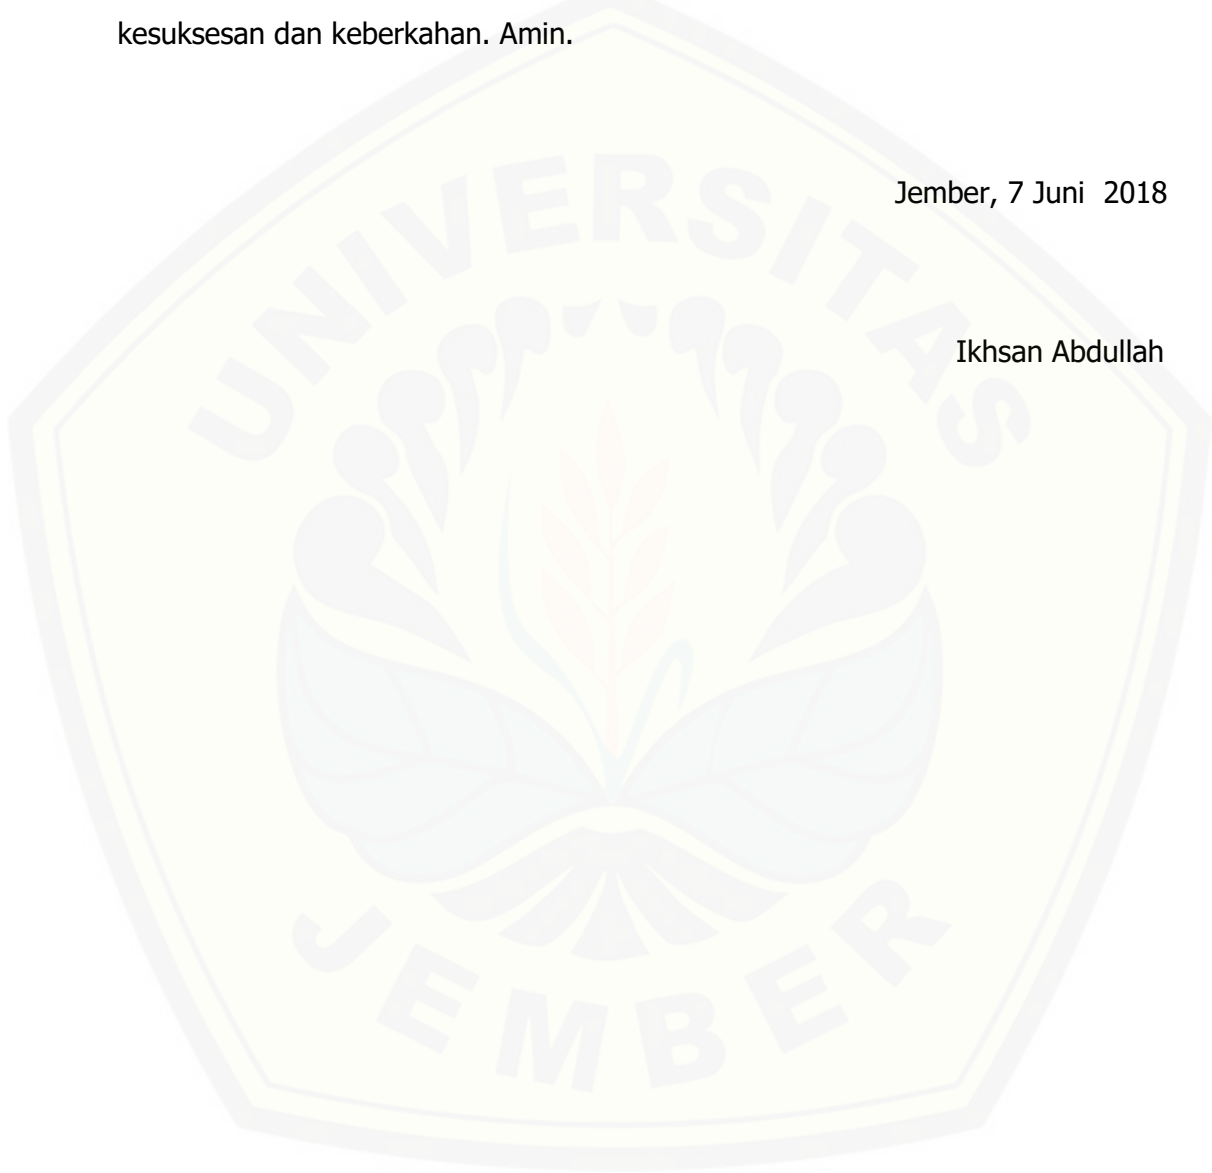 kesuksesan dan keberkahan. Amin.
Jember, 7 Juni  2018
Ikhsan Abdullah
UNIVERSITAS
JEMBER